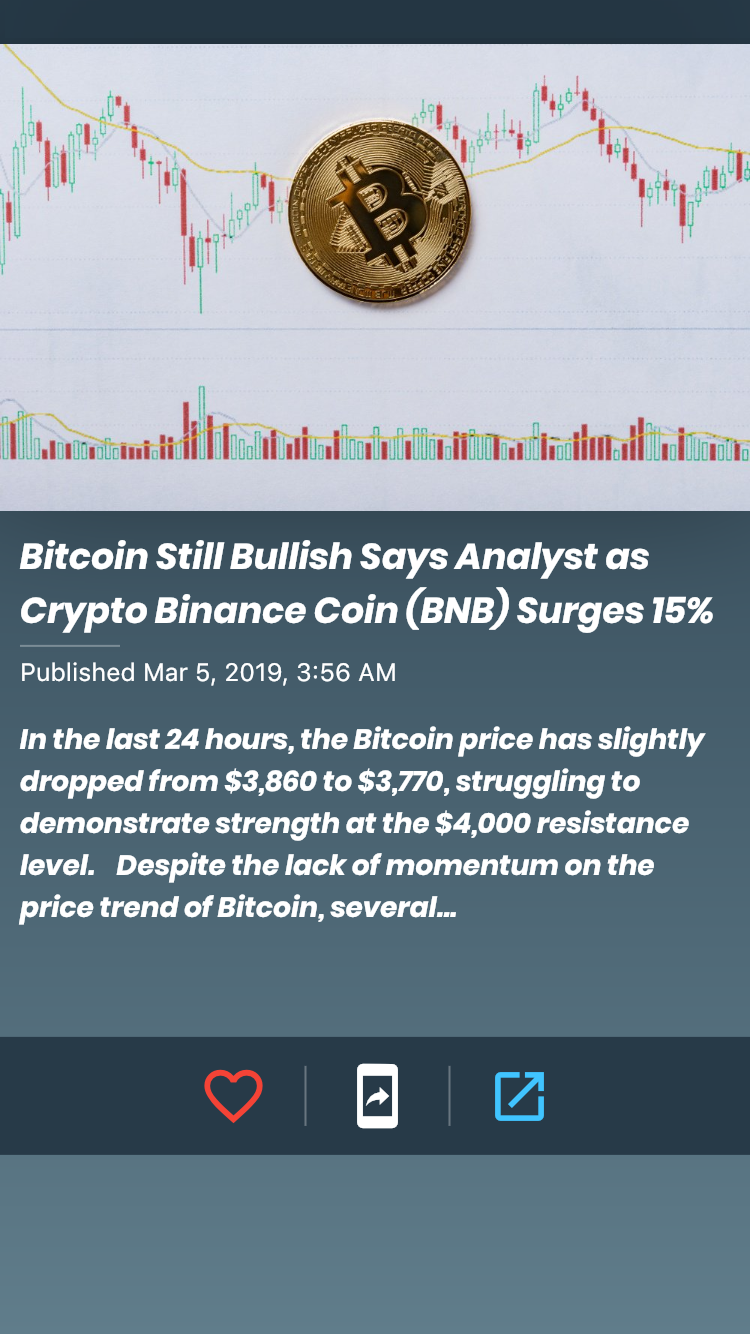 Bitcoin Still Bullish Says Analyst as
Crypto Binance Coin (BNB) Surges 15%
Published Mar 5, 2019, 3:56 AM
In the last 24 hours, the Bitcoin price has slightly
dropped from $3,860 to $3,770, struggling to
demonstrate strength at the $4,000 resistance
level.   Despite the lack of momentum on the
price trend of Bitcoin, several...